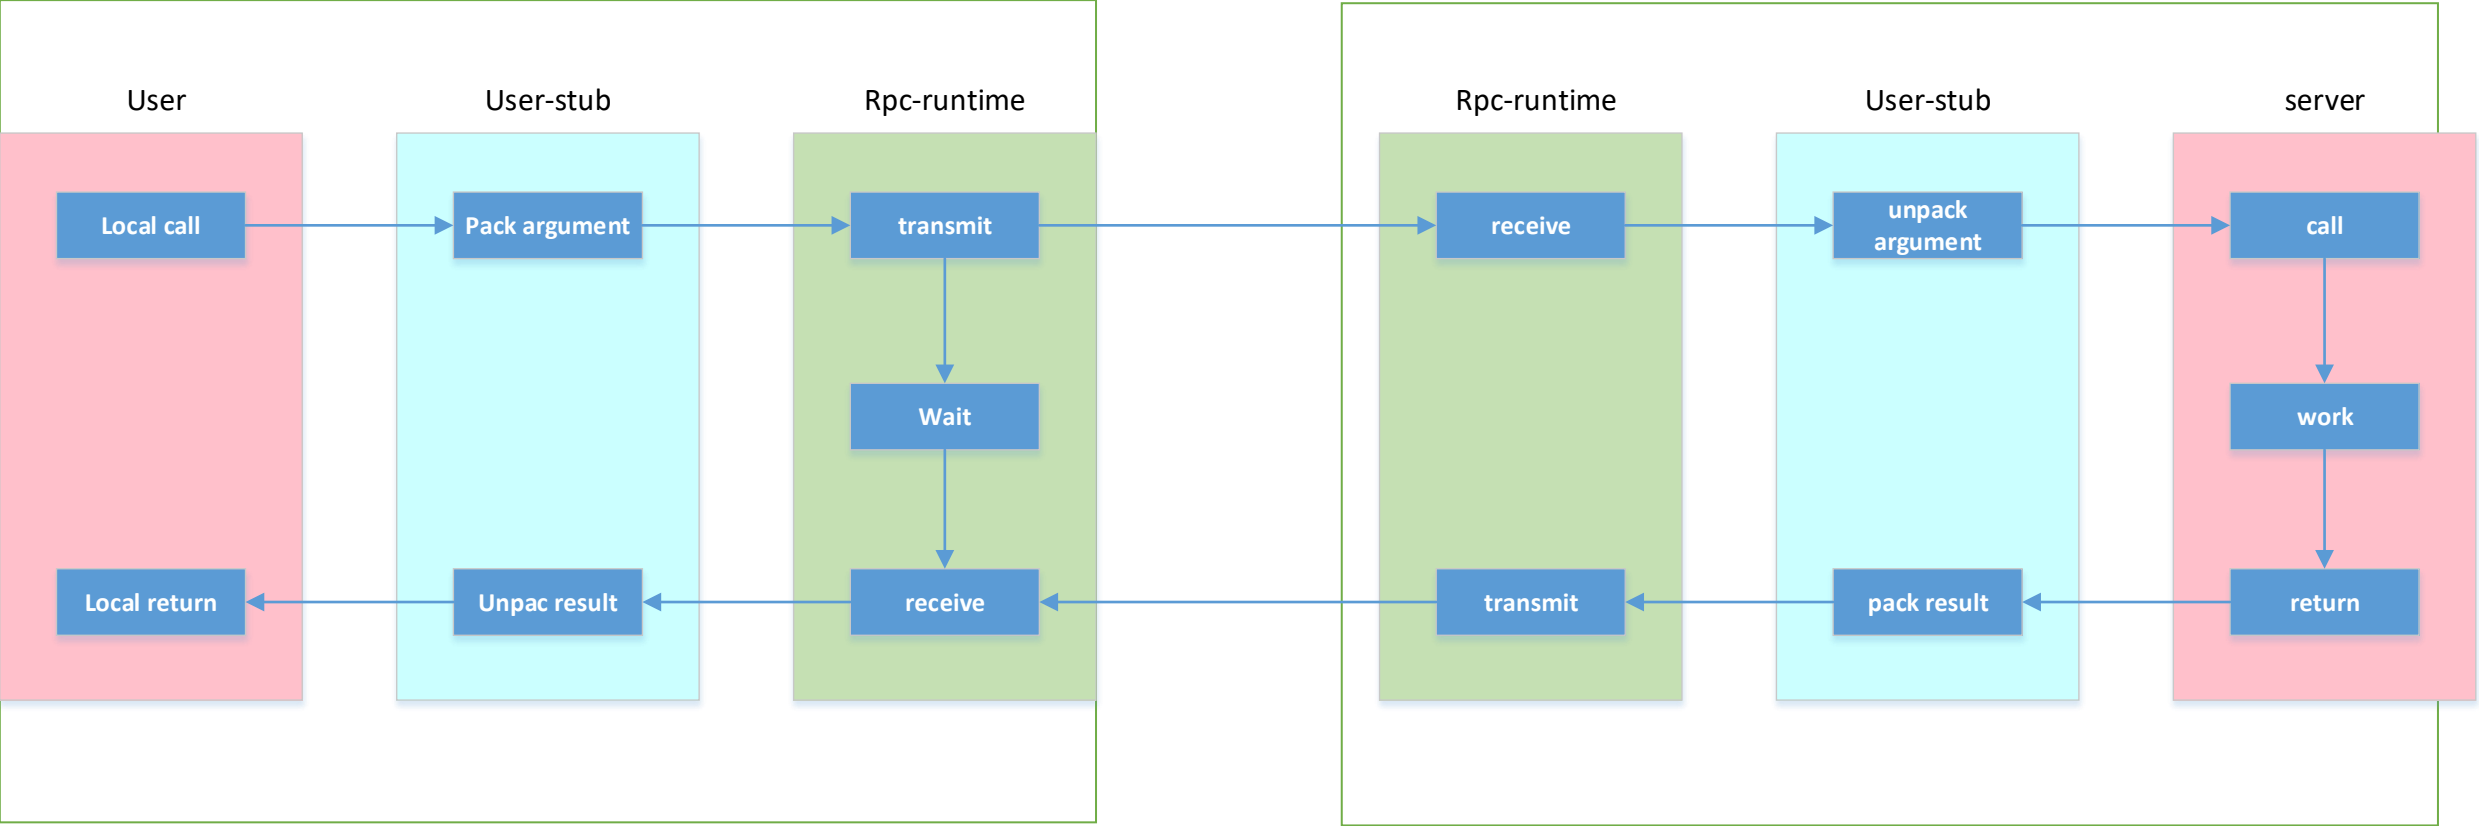 User
User-stub
Rpc-runtime
Rpc-runtime
User-stub
server
Local call
Pack argument
transmit
receive
unpack
argument
call
Wait
work
Local return
Unpac result
receive
transmit
pack result
return